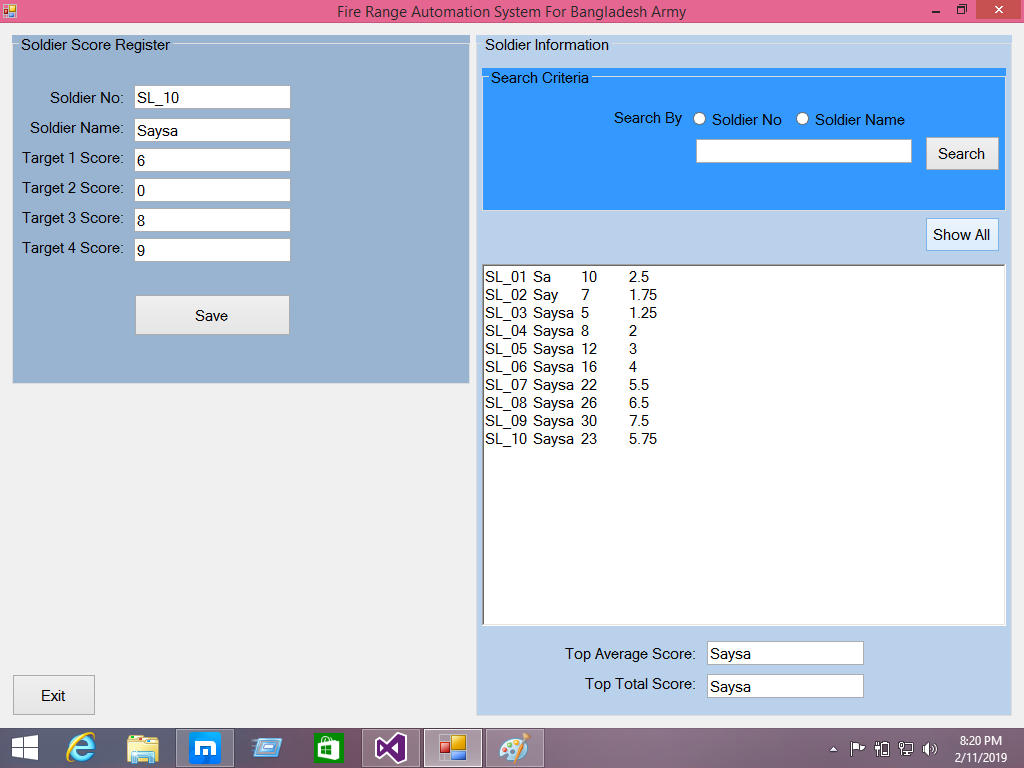 Fire Range Automation System For Bangladesh Army
Soldier Score Register
Soldier No: SL_10
Soldier Name: Saysa
Target 1 Score: 6
Target 2 Score: 0
Target 3 Score: 8
Target 4 Score: 9
Save
Exit
Soldier Information
Search Criteria
Search By Soldier No Soldier Name
Search
Show All
SL_01 Sa 10 2.5
SL_02 Say 7 1.75
SL_03 Saysa 5 1.25
SL_04 Saysa 8 2
SL_05 Saysa 12 3
SL_06 Saysa 16 4
SL_07 Saysa 22 5.5
SL_08 Saysa 26 6.5
SL_09 Saysa 30 7.5
SL_10 Saysa 23 5.75
Top Average Score: Saysa
Top Total Score: Saysa
8:20 PM
2/11/2019